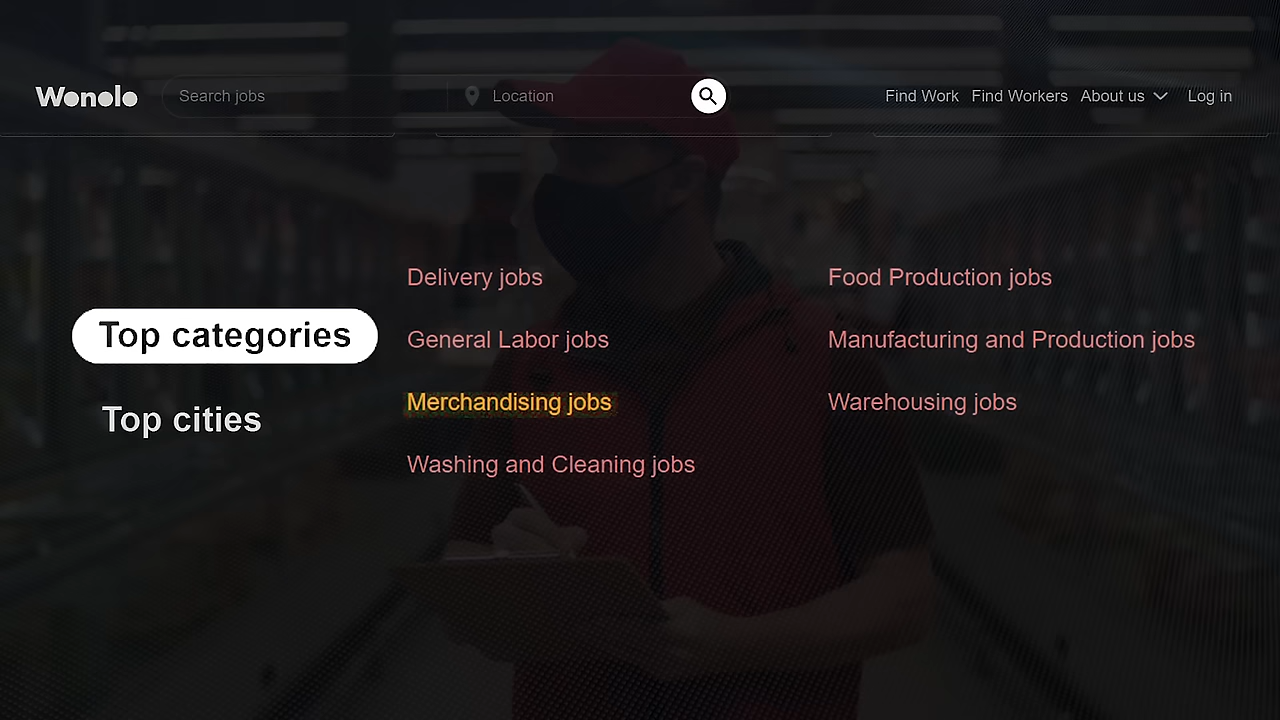 Wonolo
Search jobs
Location
Find Work
Find Workers
About us
Log in
Top categories
Top cities
Delivery jobs
General Labor jobs
Merchandising jobs
Washing and Cleaning jobs
Food Production jobs
Manufacturing and Production jobs
Warehousing jobs